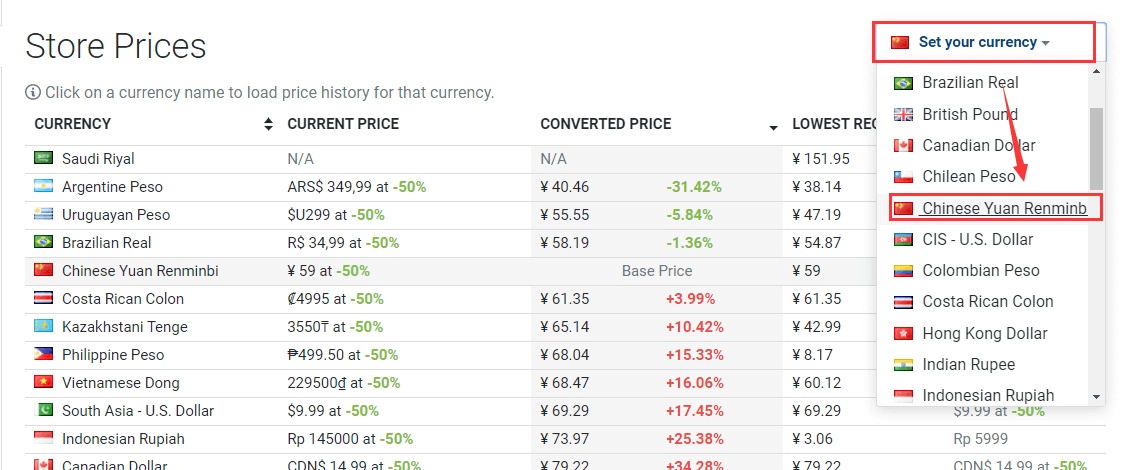 Store Prices
Set your currency
Click on a currency name to load price history for that currency.
CURRENCY CURRENT PRICE CONVERTED PRICE LOWEST REC
Saudi Riyal N/A N/A ¥ 151.95
Argentine Peso ARS$ 349,99 at -50% ¥ 40.46 -31.42% ¥ 38.14
Uruguayan Peso $U299 at -50% ¥ 55.55 -5.84% ¥ 47.19
Brazilian Real R$ 34,99 at -50% ¥ 58.19 -1.36% ¥ 54.87
Chinese Yuan Renminbi ¥ 59 at -50% Base Price ¥ 59
Costa Rican Colon ₡4995 at -50% ¥ 61.35 +3.99% ¥ 61.35
Kazakhstani Tenge 3550₸ at -50% ¥ 65.14 +10.42% ¥ 42.99
Philippine Peso ₱499.50 at -50% ¥ 68.04 +15.33% ¥ 8.17
Vietnamese Dong 229500₫ at -50% ¥ 68.47 +16.06% ¥ 60.12
South Asia - U.S. Dollar $9.99 at -50% ¥ 69.29 +17.45% ¥ 69.29 $9.99 at -50%
Indonesian Rupiah Rp 145000 at -50% ¥ 73.97 +25.38% ¥ 3.06 Rp 5999
Canadian Dollar CDN$ 14.99 at -50% ¥ 79.22 +34.28% ¥ 79.22 CDN$ 14.99 at -50%
Brazilian Real
British Pound
Canadian Dollar
Chilean Peso
Chinese Yuan Renminb
CIS - U.S. Dollar
Colombian Peso
Costa Rican Colon
Hong Kong Dollar
Indian Rupee
Indonesian Rupiah